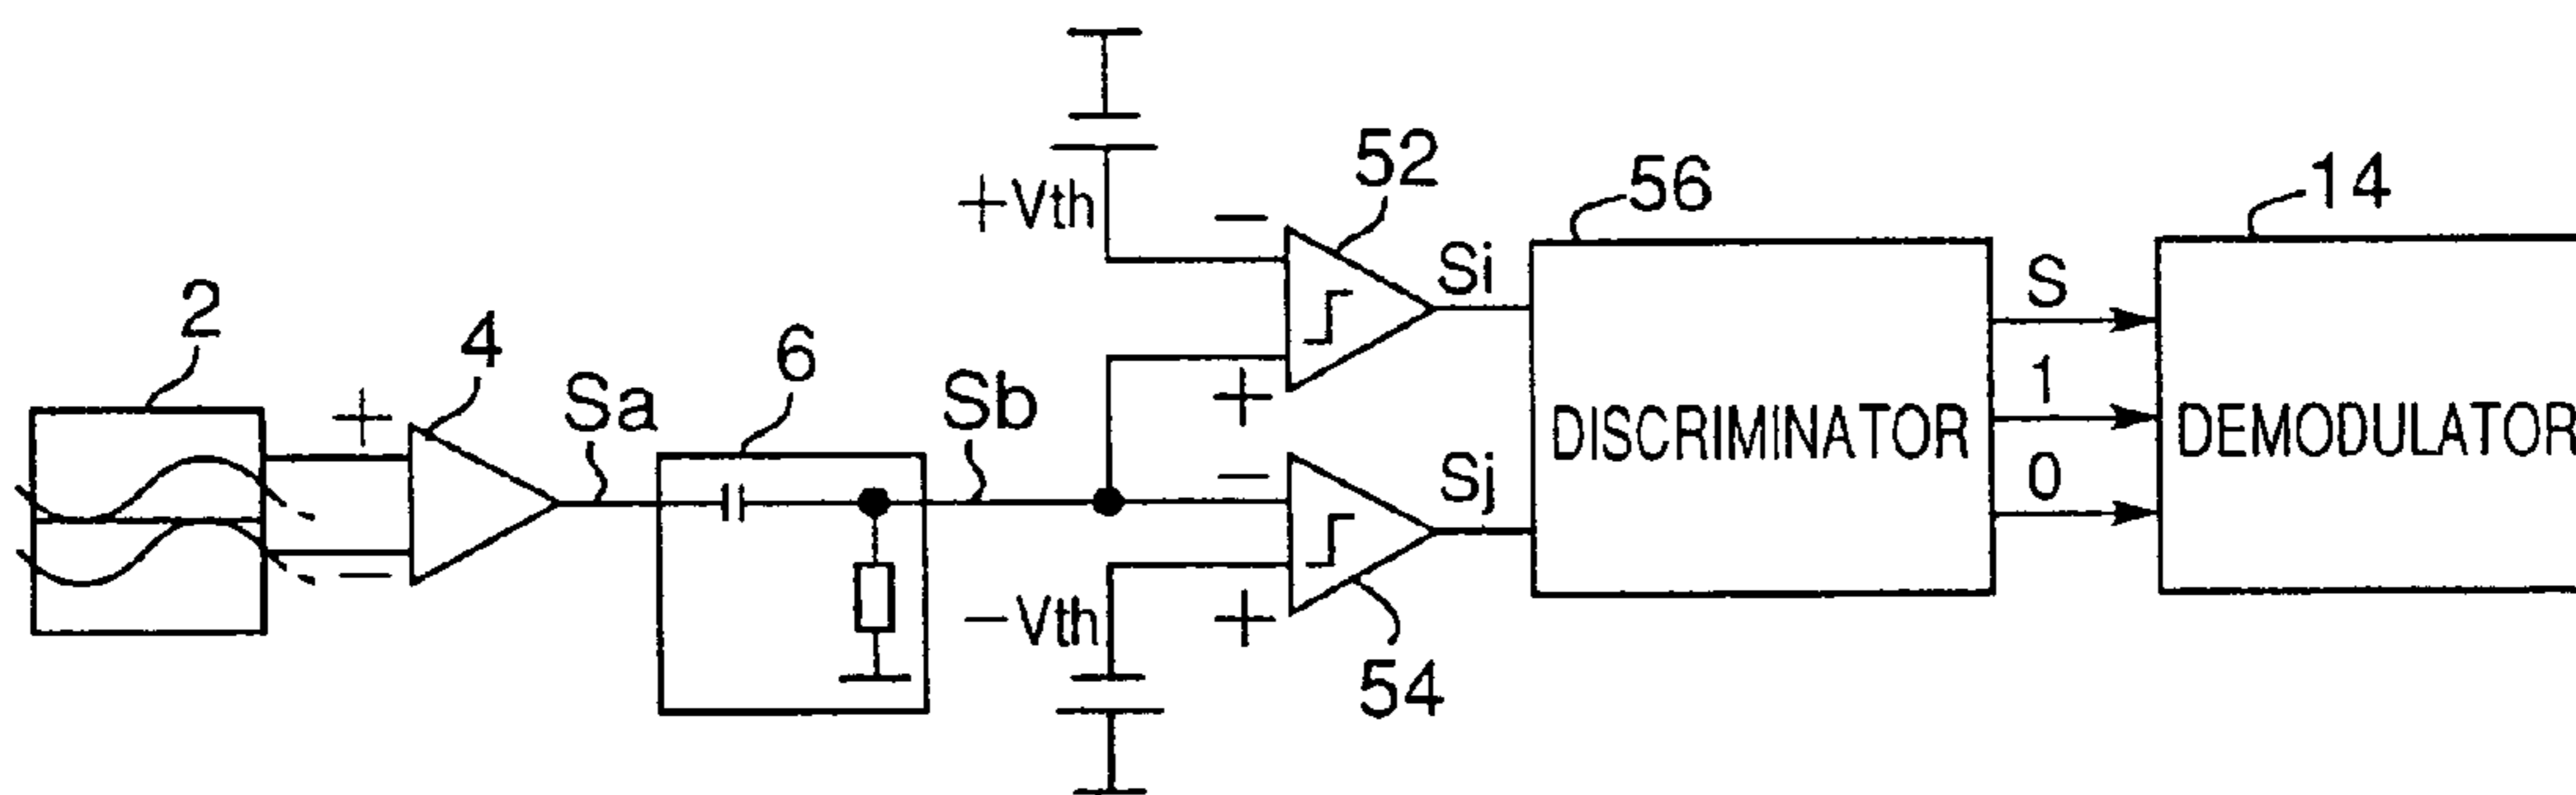 2
+
−
4
Sa
6
Sb
+Vth
−
+
52
Si
−
+
−Vth
54
Sj
56
DISCRIMINATOR
S
1
0
14
DEMODULATOR